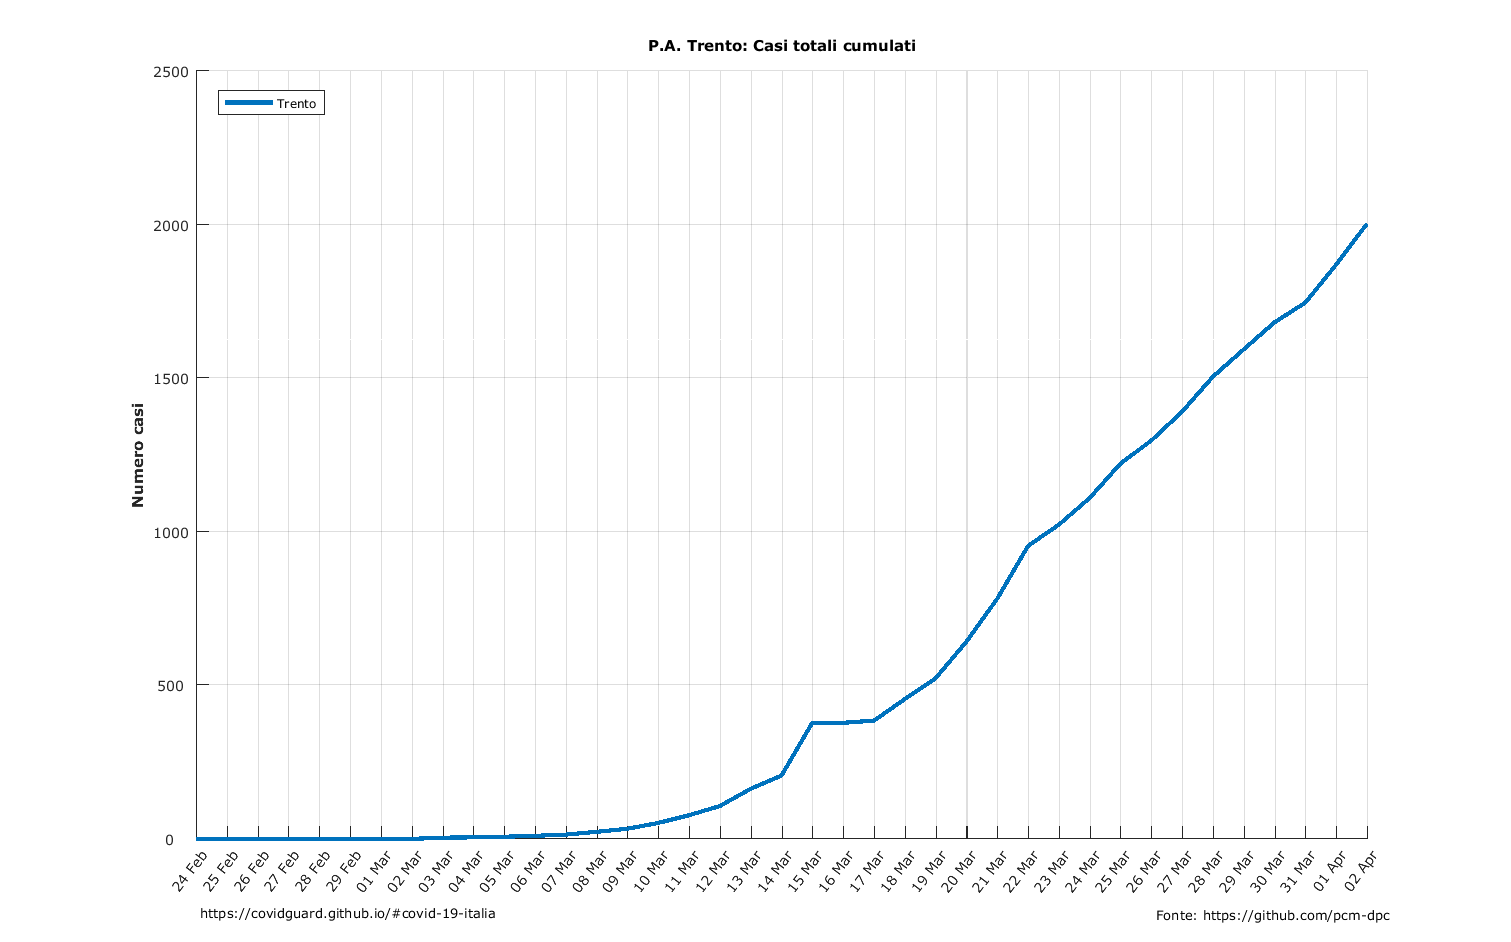 P.A. Trento: Casi totali cumulati
Trento
Numero casi
2500
2000
1500
1000
500
0
24 Feb
25 Feb
26 Feb
27 Feb
28 Feb
29 Feb
01 Mar
02 Mar
03 Mar
04 Mar
05 Mar
06 Mar
07 Mar
08 Mar
09 Mar
10 Mar
11 Mar
12 Mar
13 Mar
14 Mar
15 Mar
16 Mar
17 Mar
18 Mar
19 Mar
20 Mar
21 Mar
22 Mar
23 Mar
24 Mar
25 Mar
26 Mar
27 Mar
28 Mar
29 Mar
30 Mar
31 Mar
01 Apr
02 Apr
https://covidguard.github.io/#covid-19-italia
Fonte: https://github.com/pcm-dpc